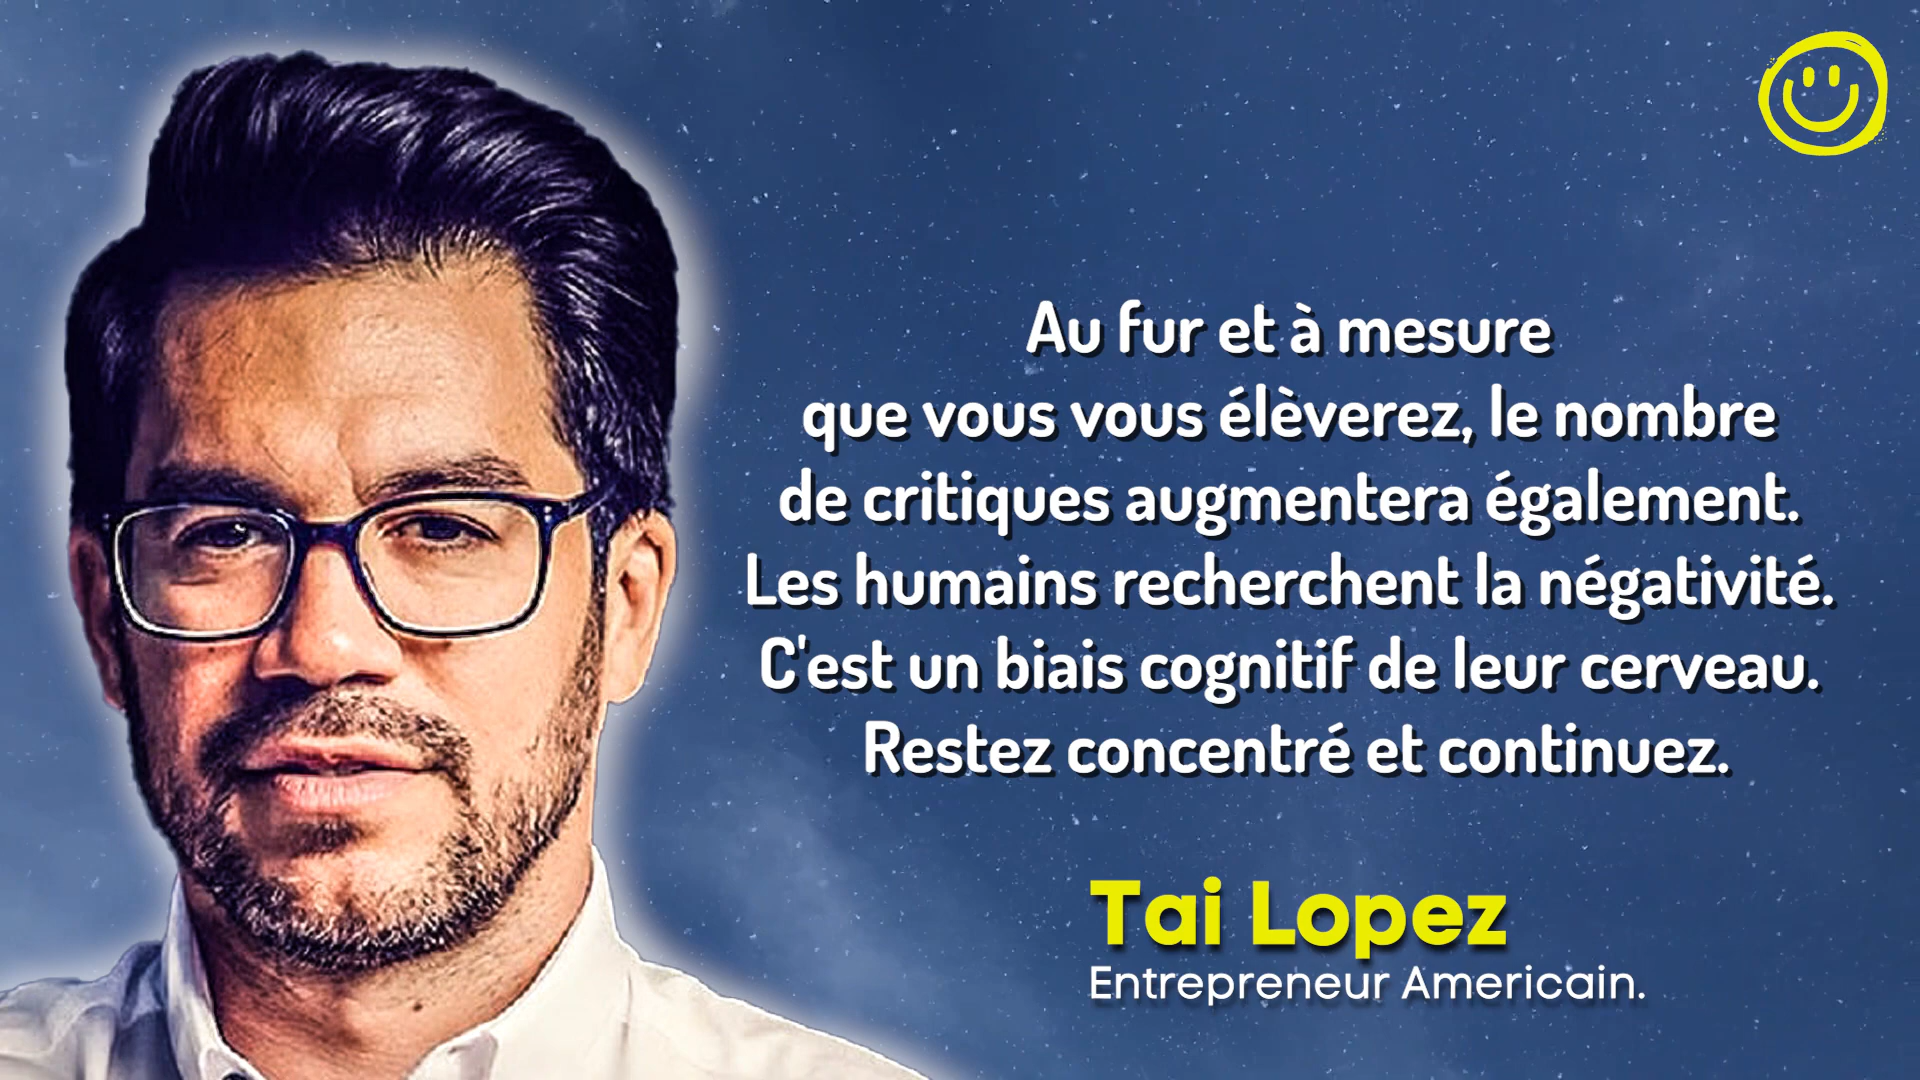 Au fur et à mesure
que vous vous élèverez, le nombre
de critiques augmentera également.
Les humains recherchent la négativité.
C'est un biais cognitif de leur cerveau.
Restez concentré et continuez.
Tai Lopez
Entrepreneur Americain.